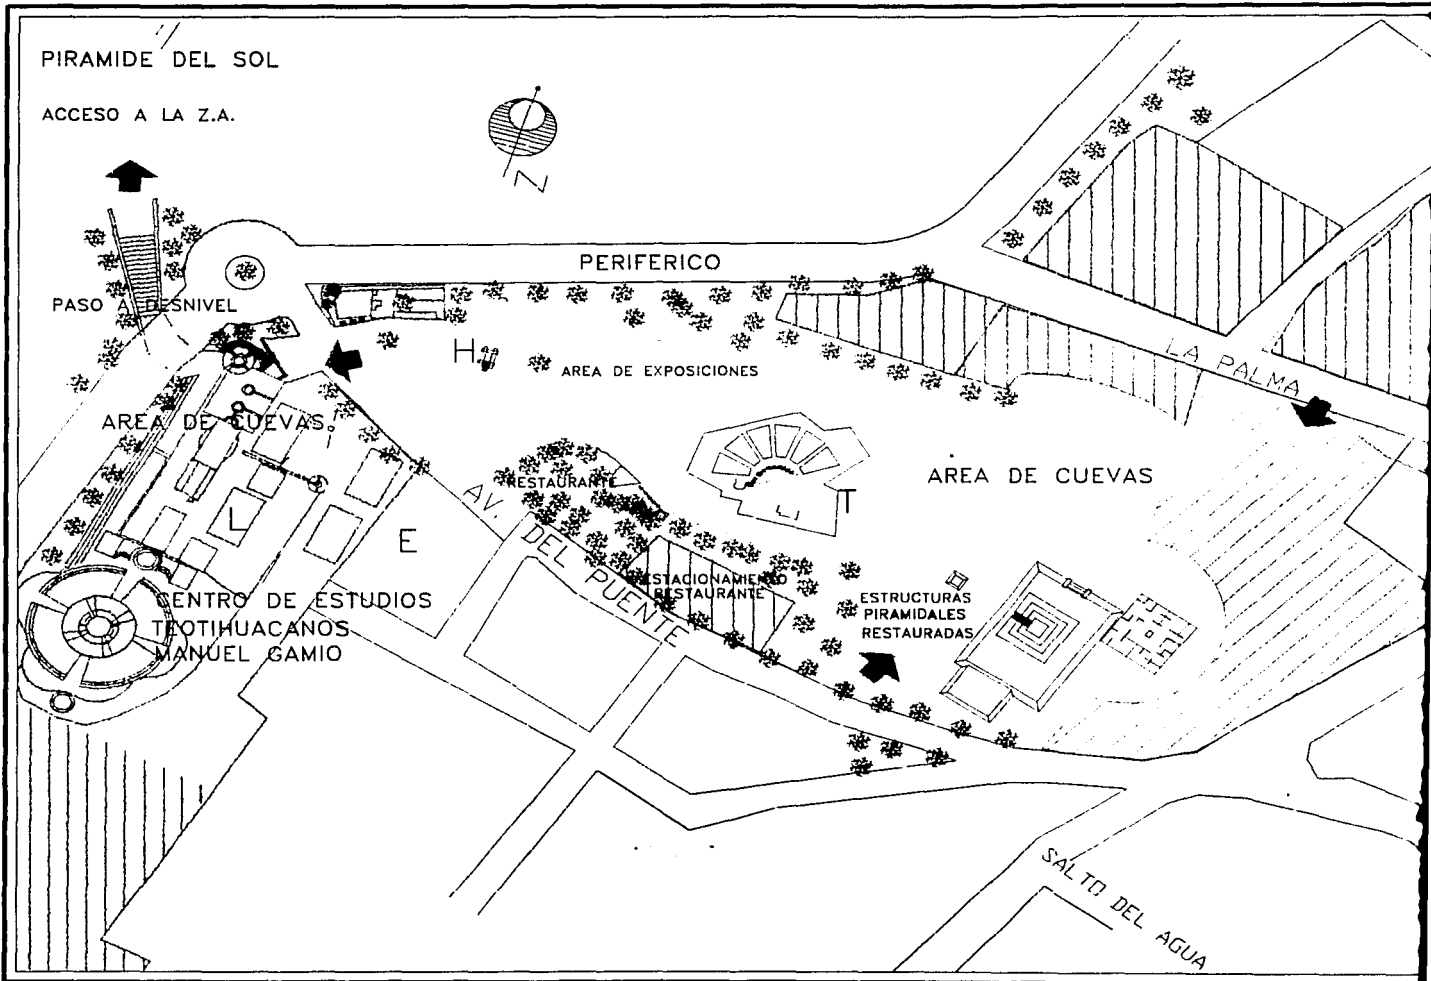 PIRAMIDE DEL SOL
ACCESO A LA Z.A.
N
PERIFERICO
PASO A DESNIVEL
LA PALMA
H
AREA DE EXPOSICIONES
AREA DE CUEVAS
AREA DE CUEVAS
RESTAURANTE
AV. DEL PUENTE
T
L
E
ESTACIONAMIENTO
RESTAURANTE
ESTRUCTURAS
PIRAMIDALES
RESTAURADAS
CENTRO DE ESTUDIOS
TEOTIHUACANOS
MANUEL GAMIO
SALTO DEL AGUA